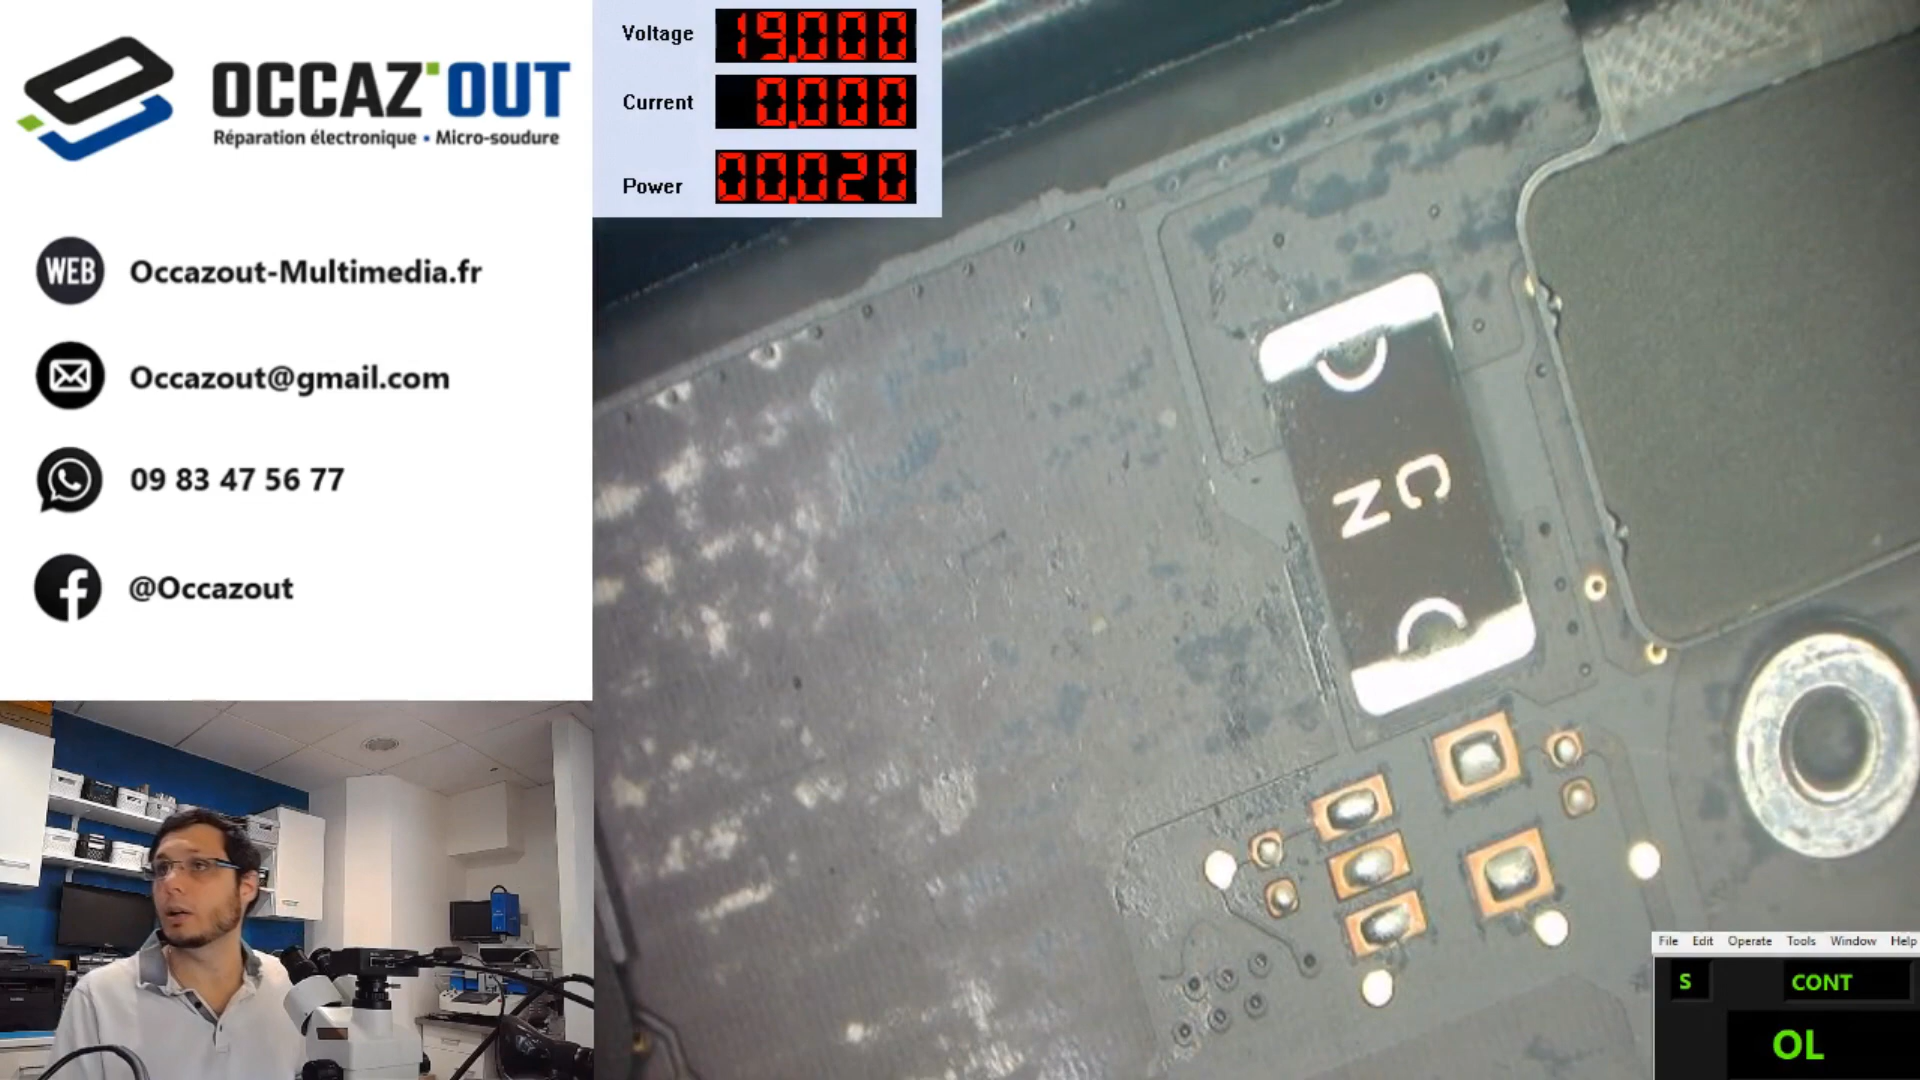 OCCAZ'OUT
Réparation électronique • Micro-soudure
WEB
Occazout-Multimedia.fr
Occazout@gmail.com
09 83 47 56 77
@Occazout
Voltage 19.000
Current 0.000
Power 00.020
CN
File Edit Operate Tools Window Help
S CONT
OL